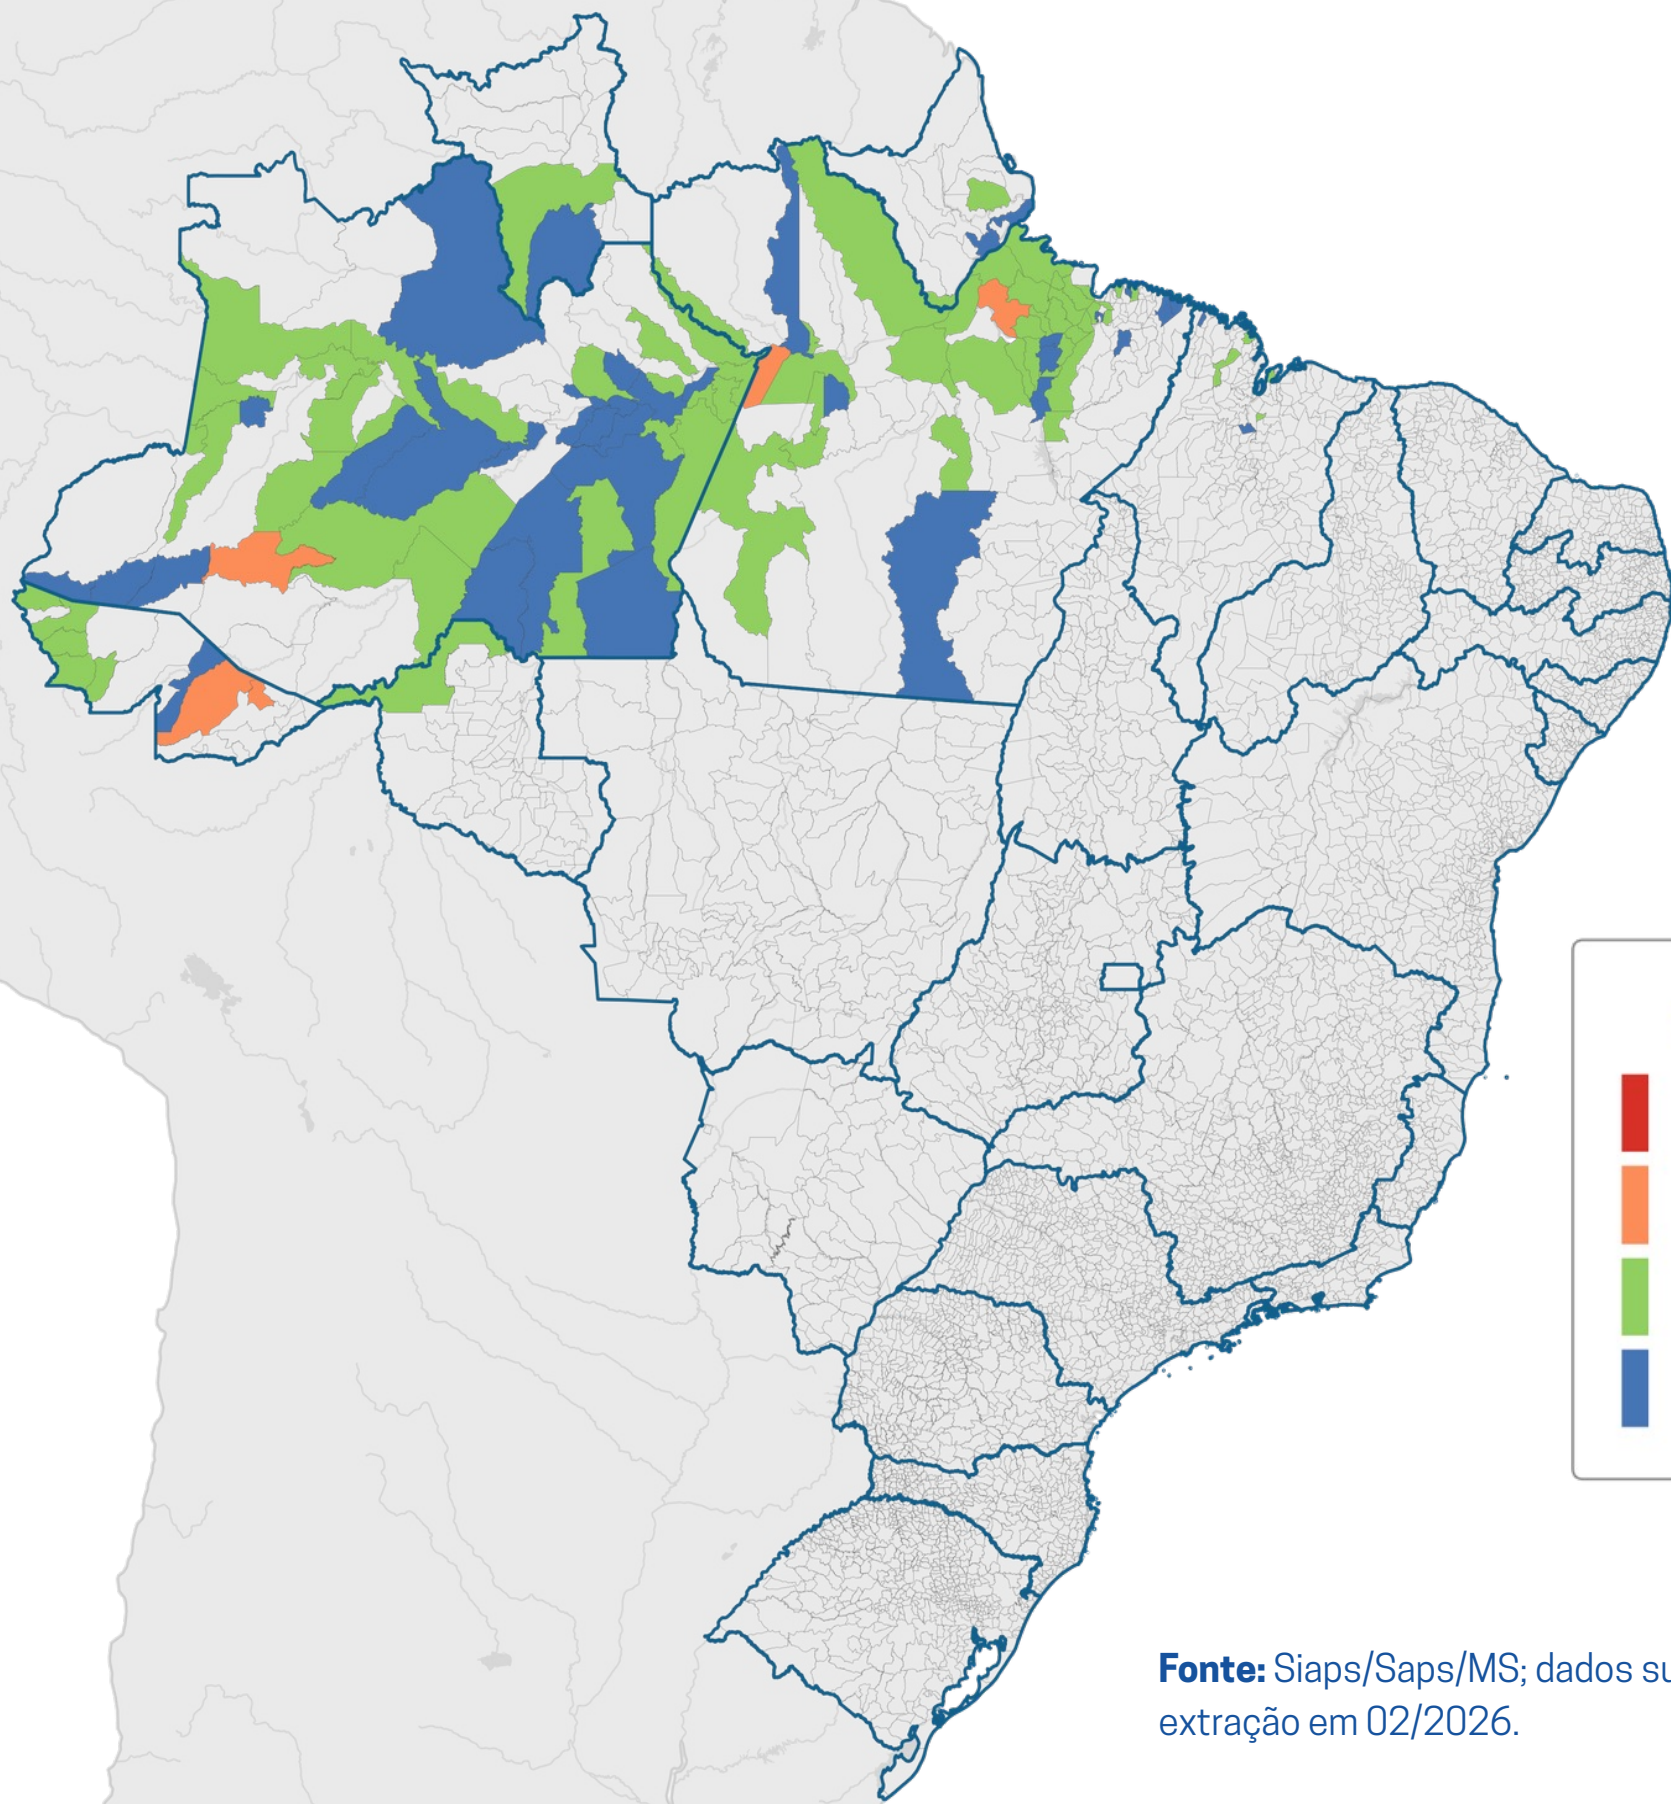 Fonte: Siaps/Saps/MS; dados su
extração em 02/2026.